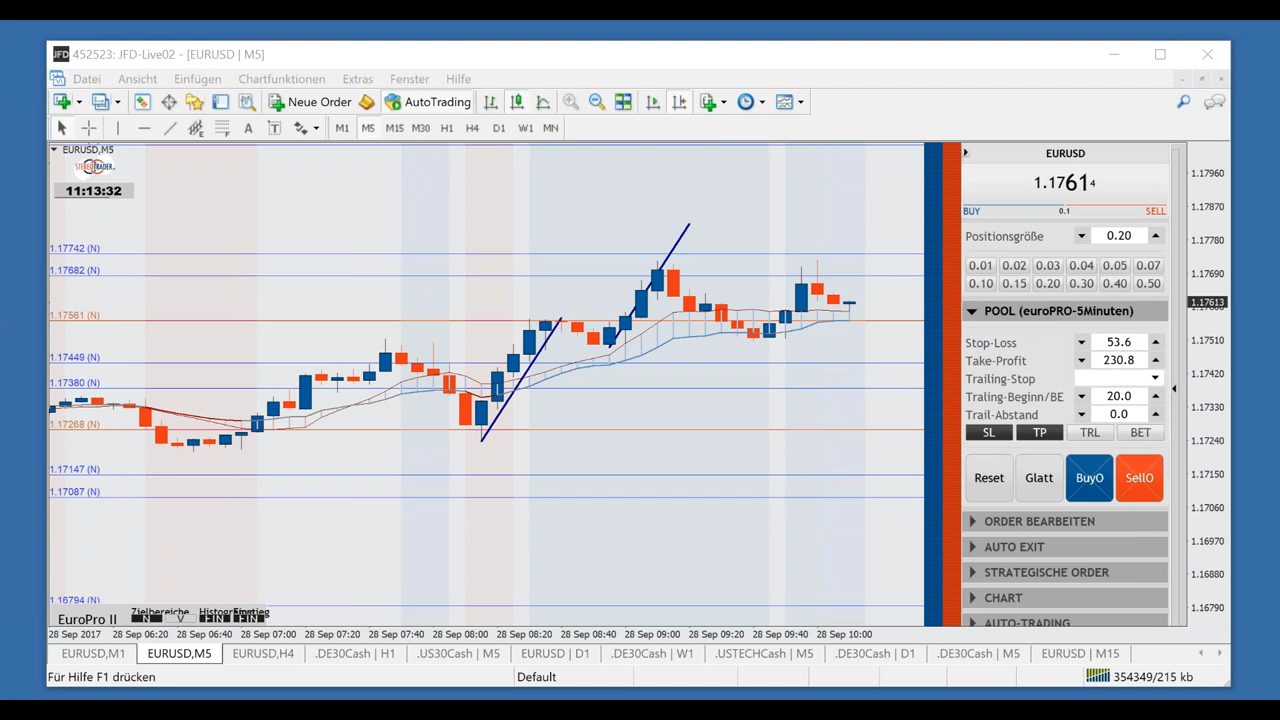 JFD 452523: JFD-Live02 - [EURUSD | M5]
Datei Ansicht Einfügen Chartfunktionen Extras Fenster Hilfe
Neue Order AutoTrading
A T M1 M5 M15 M30 H1 H4 D1 W1 MN
EURUSD,M5
STEREOTRADER
11:13:32
1.17742 (N)
1.17682 (N)
1.17561 (N)
1.17449 (N)
1.17380 (N)
1.17268 (N)
1.17147 (N)
1.17087 (N)
1.16794 (N)
EURUSD
1.17614
BUY 0.1 SELL
Positionsgröße 0.20
0.01 0.02 0.03 0.04 0.05 0.07
0.10 0.15 0.20 0.30 0.40 0.50
POOL (euroPRO-5Minuten)
Stop-Loss 53.6
Take-Profit 230.8
Trailing-Stop
Traling-Beginn/BE 20.0
Trail-Abstand 0.0
SL TP TRL BET
Reset Glatt BuyO SellO
ORDER BEARBEITEN
AUTO EXIT
STRATEGISCHE ORDER
CHART
AUTO-TRADING
1.17960
1.17870
1.17780
1.17690
1.17613
1.17510
1.17420
1.17330
1.17240
1.17150
1.17060
1.16970
1.16880
1.16790
Zielbereiche
EuroPro II N V EIN EIN
28 Sep 2017 28 Sep 06:20 28 Sep 06:40 28 Sep 07:00 28 Sep 07:20 28 Sep 07:40 28 Sep 08:00 28 Sep 08:20 28 Sep 08:40 28 Sep 09:00 28 Sep 09:20 28 Sep 09:40 28 Sep 10:00
EURUSD,M1 EURUSD,M5 EURUSD,H4 .DE30Cash | H1 .US30Cash | M5 EURUSD | D1 .DE30Cash | W1 .USTECHCash | M5 .DE30Cash | D1 .DE30Cash | M5 EURUSD | M15
Für Hilfe F1 drücken Default 354349/215 kb